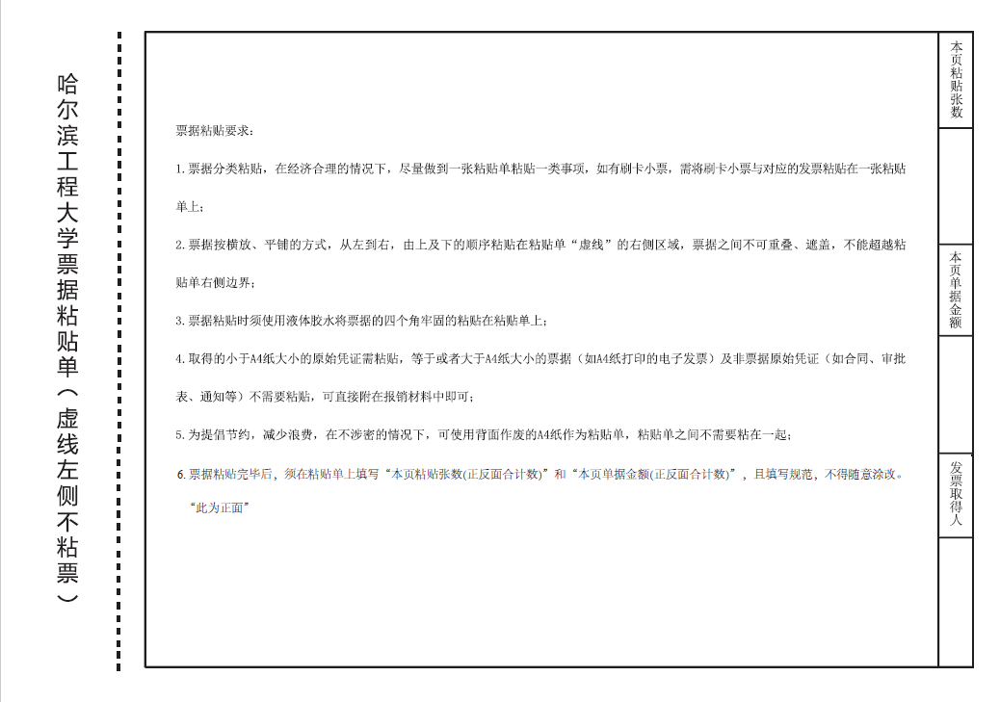 哈尔滨工程大学票据粘贴单（虚线左侧不粘票）
票据粘贴要求：
1.票据分类粘贴，在经济合理的情况下，尽量做到一张粘贴单粘贴一类事项，如有刷卡小票，需将刷卡小票与对应的发票粘贴在一张粘贴
单上；
2.票据按横放、平铺的方式，从左到右，由上及下的顺序粘贴在粘贴单“虚线”的右侧区域，票据之间不可重叠、遮盖，不能超越粘
贴单右侧边界；
3.票据粘贴时须使用液体胶水将票据的四个角牢固的粘贴在粘贴单上；
4.取得的小于A4纸大小的原始凭证需粘贴，等于或者大于A4纸大小的票据（如A4纸打印的电子发票）及非票据原始凭证（如合同、审批
表、通知等）不需要粘贴，可直接附在报销材料中即可；
5.为提倡节约，减少浪费，在不涉密的情况下，可使用背面作废的A4纸作为粘贴单，粘贴单之间不需要粘在一起；
6.票据粘贴完毕后，须在粘贴单上填写“本页粘贴张数(正反面合计数)”和“本页单据金额(正反面合计数)”，且填写规范，不得随意涂改。
“此为正面”
本页粘贴张数
本页单据金额
发票取得人